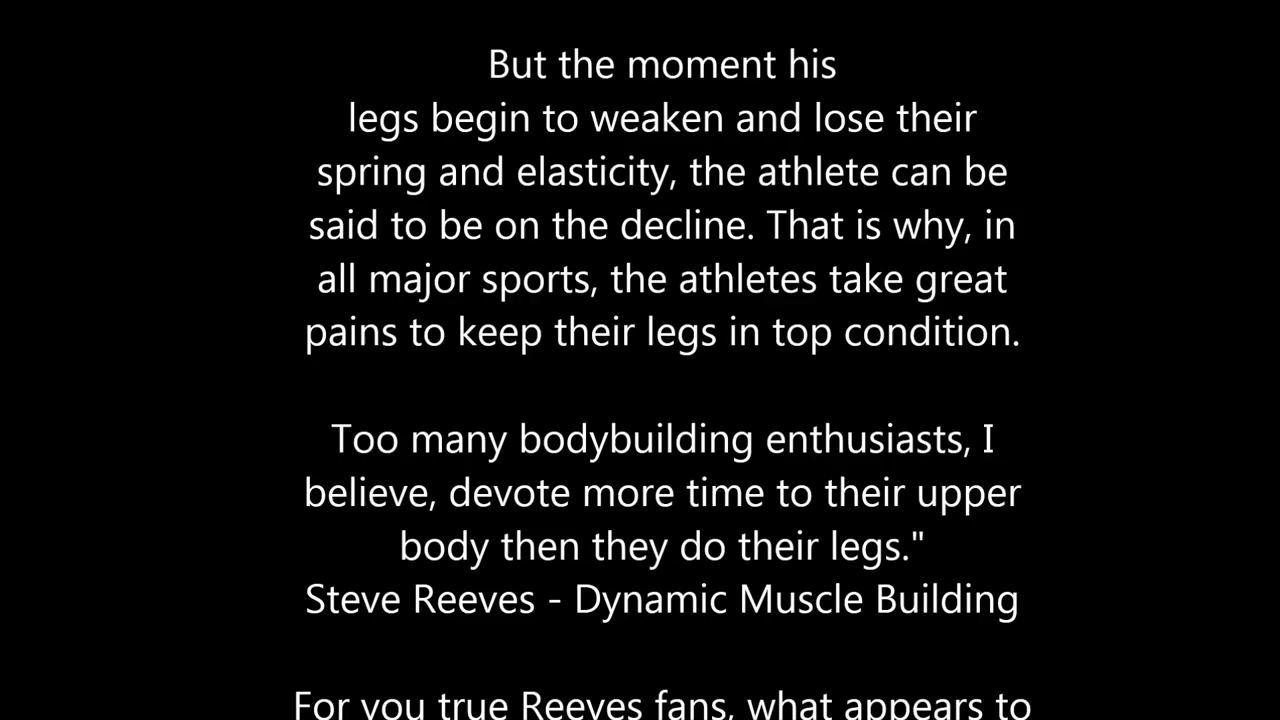 But the moment his
legs begin to weaken and lose their
spring and elasticity, the athlete can be
said to be on the decline. That is why, in
all major sports, the athletes take great
pains to keep their legs in top condition.
Too many bodybuilding enthusiasts, I
believe, devote more time to their upper
body then they do their legs."
Steve Reeves - Dynamic Muscle Building
For you true Reeves fans, what appears to